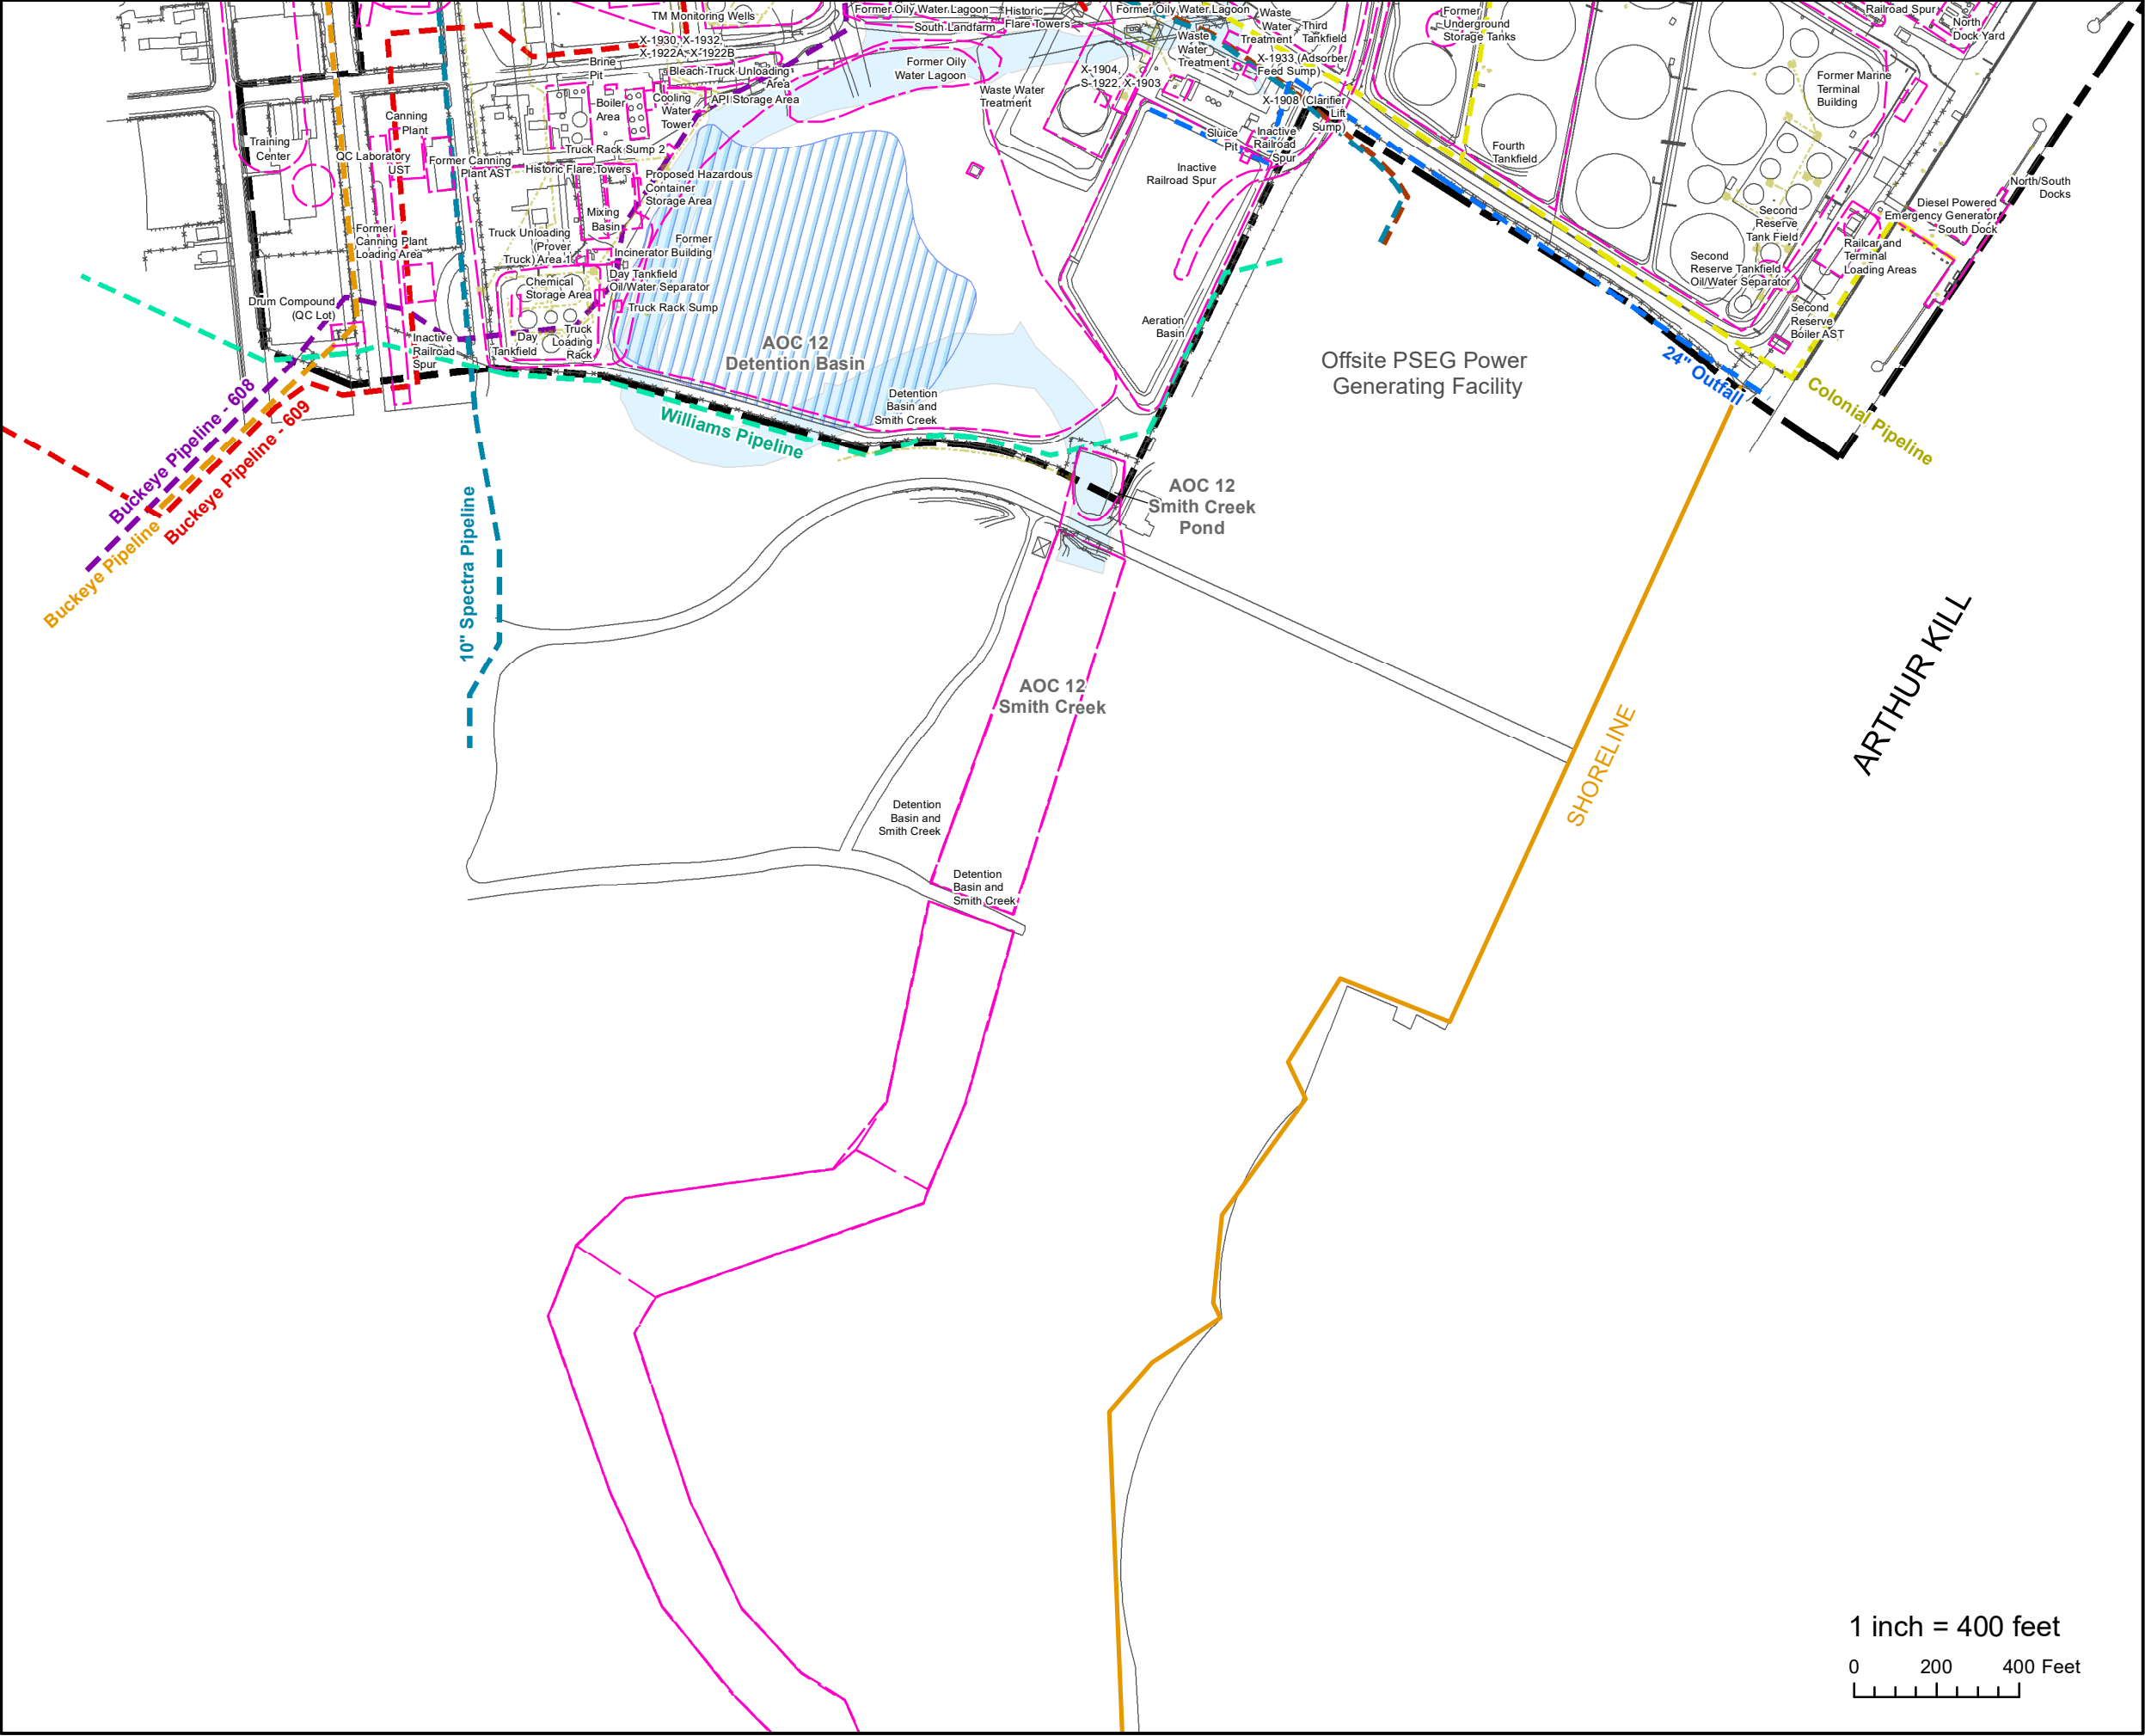 TM Monitoring Wells
Former Oily Water Lagoon
South Landfarm
Historic
Flare Towers
Former Oily Water Lagoon
Waste
Water
Treatment
Third
Tankfield
Former
Underground
Storage Tanks
Railroad Spur
North
Dock Yard
X-1930, X-1932,
X-1922A, X-1922B
Brine
Pit
Bleach Truck Unloading
Area
Former Oily
Water Lagoon
Waste
Water
Treatment
X-1933 (Adsorber
Feed Sump)
X-1904,
S-1922, X-1903
Waste Water
Treatment
Former Marine
Terminal
Building
Boiler
Area
Cooling
Water
Tower
API Storage Area
X-1908 (Clarifier
Lift
Sump)
Canning
Plant
Training
Center
QC Laboratory
UST
Former Canning
Plant AST
Truck Rack Sump 2
Historic Flare Towers
Proposed Hazardous
Container
Storage Area
Sluice
Pit
Inactive
Railroad
Spur
Inactive
Railroad Spur
Fourth
Tankfield
North/South
Docks
Diesel Powered
Emergency Generator
South Dock
Mixing
Basin
Second
Reserve
Tank Field
Former
Canning Plant
Loading Area
Truck Unloading
(Prover
Truck) Area 1
Former
Incinerator Building
Railcar and
Terminal
Loading Areas
Second
Reserve Tankfield
Oil/Water Separator
Day Tankfield
Oil/Water Separator
Chemical
Storage Area
Drum Compound
(QC Lot)
Truck Rack Sump
Second
Reserve
Boiler AST
Aeration
Basin
Inactive
Railroad
Spur
Day
Tankfield
Truck
Loading
Rack
AOC 12
Detention Basin
Offsite PSEG Power
Generating Facility
24" Outfall
Colonial Pipeline
Detention
Basin and
Smith Creek
Williams Pipeline
Buckeye Pipeline - 608
Buckeye Pipeline - 609
Buckeye Pipeline
10" Spectra Pipeline
AOC 12
Smith Creek
Pond
AOC 12
Smith Creek
SHORELINE
ARTHUR KILL
Detention
Basin and
Smith Creek
Detention
Basin and
Smith Creek
1 inch = 400 feet
0 200 400 Feet